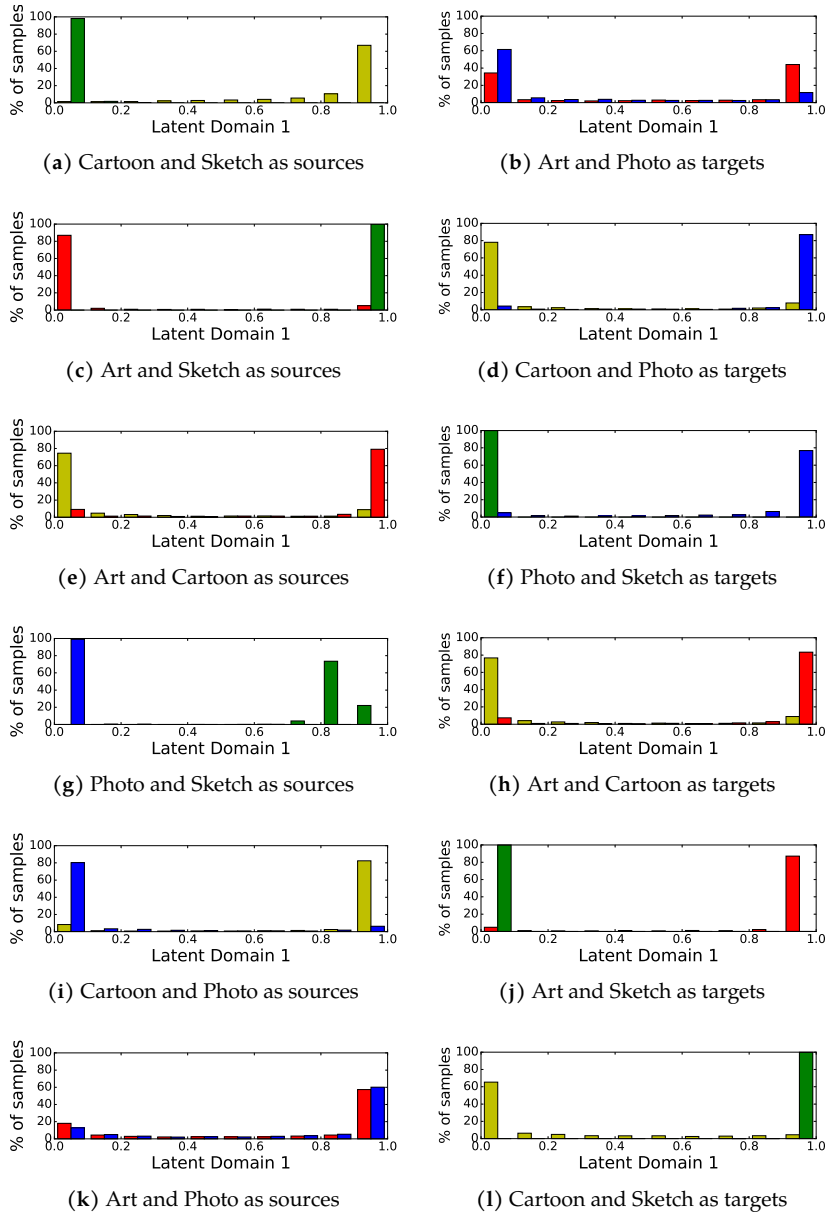 % of samples
100
80
60
40
20
0
0.0 0.2 0.4 0.6 0.8 1.0
Latent Domain 1
(a) Cartoon and Sketch as sources
% of samples
100
80
60
40
20
0
0.0 0.2 0.4 0.6 0.8 1.0
Latent Domain 1
(b) Art and Photo as targets
% of samples
100
80
60
40
20
0
0.0 0.2 0.4 0.6 0.8 1.0
Latent Domain 1
(c) Art and Sketch as sources
% of samples
100
80
60
40
20
0
0.0 0.2 0.4 0.6 0.8 1.0
Latent Domain 1
(d) Cartoon and Photo as targets
% of samples
100
80
60
40
20
0
0.0 0.2 0.4 0.6 0.8 1.0
Latent Domain 1
(e) Art and Cartoon as sources
% of samples
100
80
60
40
20
0
0.0 0.2 0.4 0.6 0.8 1.0
Latent Domain 1
(f) Photo and Sketch as targets
% of samples
100
80
60
40
20
0
0.0 0.2 0.4 0.6 0.8 1.0
Latent Domain 1
(g) Photo and Sketch as sources
% of samples
100
80
60
40
20
0
0.0 0.2 0.4 0.6 0.8 1.0
Latent Domain 1
(h) Art and Cartoon as targets
% of samples
100
80
60
40
20
0
0.0 0.2 0.4 0.6 0.8 1.0
Latent Domain 1
(i) Cartoon and Photo as sources
% of samples
100
80
60
40
20
0
0.0 0.2 0.4 0.6 0.8 1.0
Latent Domain 1
(j) Art and Sketch as targets
% of samples
100
80
60
40
20
0
0.0 0.2 0.4 0.6 0.8 1.0
Latent Domain 1
(k) Art and Photo as sources
% of samples
100
80
60
40
20
0
0.0 0.2 0.4 0.6 0.8 1.0
Latent Domain 1
(l) Cartoon and Sketch as targets